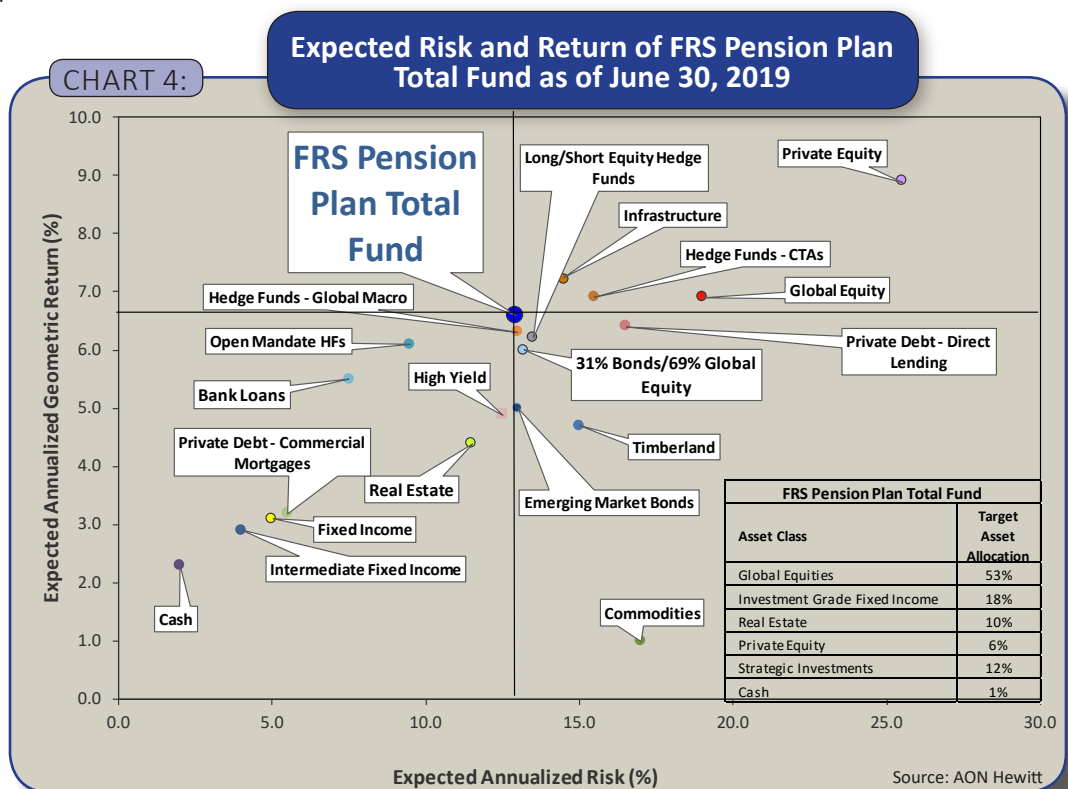 CHART 4:
Expected Risk and Return of FRS Pension Plan
Total Fund as of June 30, 2019
Expected Annualized Geometric Return (%)
10.0
9.0
8.0
7.0
6.0
5.0
4.0
3.0
2.0
1.0
0.0
FRS Pension
Plan Total
Fund
Long/Short Equity Hedge
Funds
Private Equity
Infrastructure
Hedge Funds - CTAs
Hedge Funds - Global Macro
Global Equity
Open Mandate HFs
Private Debt - Direct
Lending
31% Bonds/69% Global
Equity
High Yield
Bank Loans
Private Debt - Commercial
Mortgages
Timberland
Real Estate
Emerging Market Bonds
Fixed Income
Intermediate Fixed Income
Cash
Commodities
FRS Pension Plan Total Fund
Asset Class
Target
Asset
Allocation
Global Equities 53%
Investment Grade Fixed Income 18%
Real Estate 10%
Private Equity 6%
Strategic Investments 12%
Cash 1%
0.0 5.0 10.0 15.0 20.0 25.0 30.0
Expected Annualized Risk (%)
Source: AON Hewitt